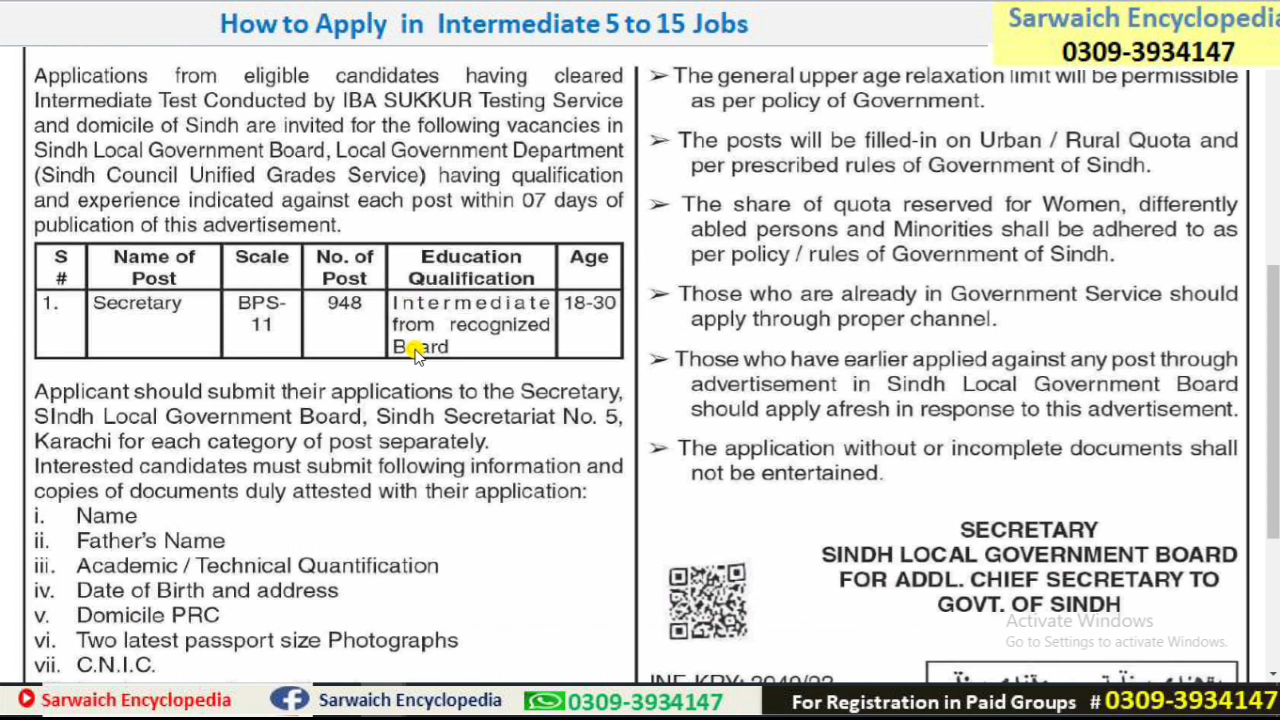 How to Apply in Intermediate 5 to 15 Jobs
Sarwaich Encyclopedia
0309-3934147
Applications from eligible candidates having cleared
Intermediate Test Conducted by IBA SUKKUR Testing Service
and domicile of Sindh are invited for the following vacancies in
Sindh Local Government Board, Local Government Department
(Sindh Council Unified Grades Service) having qualification
and experience indicated against each post within 07 days of
publication of this advertisement.
S # Name of Post Scale No. of Post Education Qualification Age
1. Secretary BPS-11 948 Intermediate from recognized Board 18-30
Applicant should submit their applications to the Secretary,
SIndh Local Government Board, Sindh Secretariat No. 5,
Karachi for each category of post separately.
Interested candidates must submit following information and
copies of documents duly attested with their application:
i. Name
ii. Father's Name
iii. Academic / Technical Quantification
iv. Date of Birth and address
v. Domicile PRC
vi. Two latest passport size Photographs
vii. C.N.I.C.
➢ The general upper age relaxation limit will be permissible
as per policy of Government.
➢ The posts will be filled-in on Urban / Rural Quota and
per prescribed rules of Government of Sindh.
➢ The share of quota reserved for Women, differently
abled persons and Minorities shall be adhered to as
per policy / rules of Government of Sindh.
➢ Those who are already in Government Service should
apply through proper channel.
➢ Those who have earlier applied against any post through
advertisement in Sindh Local Government Board
should apply afresh in response to this advertisement.
➢ The application without or incomplete documents shall
not be entertained.
SECRETARY
SINDH LOCAL GOVERNMENT BOARD
FOR ADDL. CHIEF SECRETARY TO
GOVT. OF SINDH
Activate Windows
Go to Settings to activate Windows.
Sarwaich Encyclopedia
Sarwaich Encyclopedia
0309-3934147
For Registration in Paid Groups # 0309-3934147